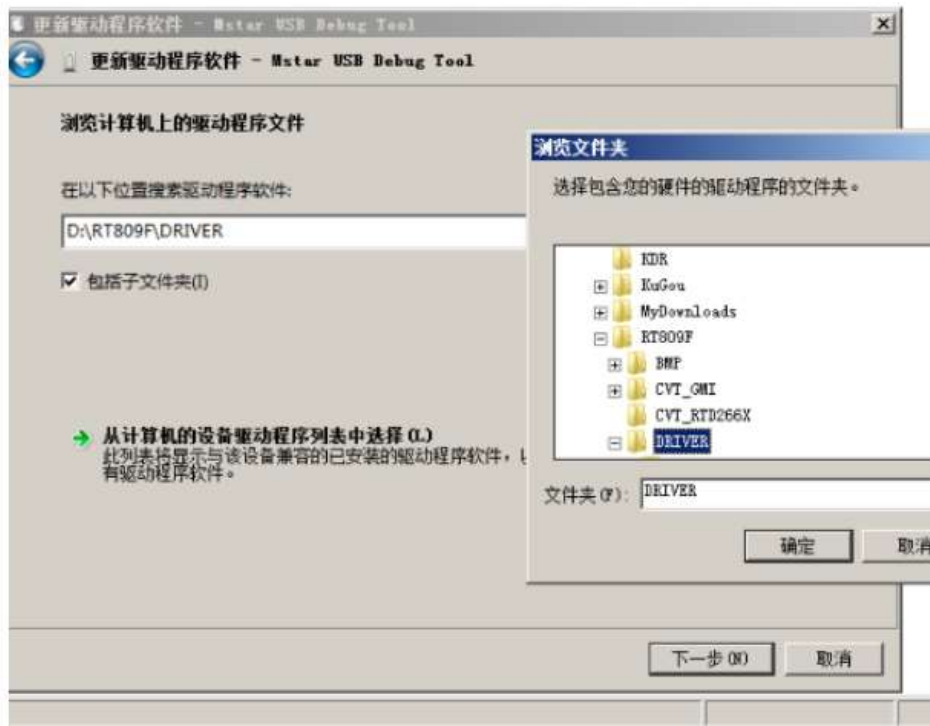 更新驱动程序软件 - Mstar USB Debug Tool
更新驱动程序软件 - Mstar USB Debug Tool
浏览计算机上的驱动程序文件
在以下位置搜索驱动程序软件:
D:\RT809F\DRIVER
包括子文件夹(I)
从计算机的设备驱动程序列表中选择(L)
此列表将显示与该设备兼容的已安装的驱动程序软件，
有驱动程序软件。
下一步(N)
取消
浏览文件夹
选择包含您的硬件的驱动程序的文件夹。
KDR
KuGou
MyDownloads
RT809F
BMP
CVT_GMI
CVT_RTD266X
DRIVER
文件夹(F):
DRIVER
确定
取消